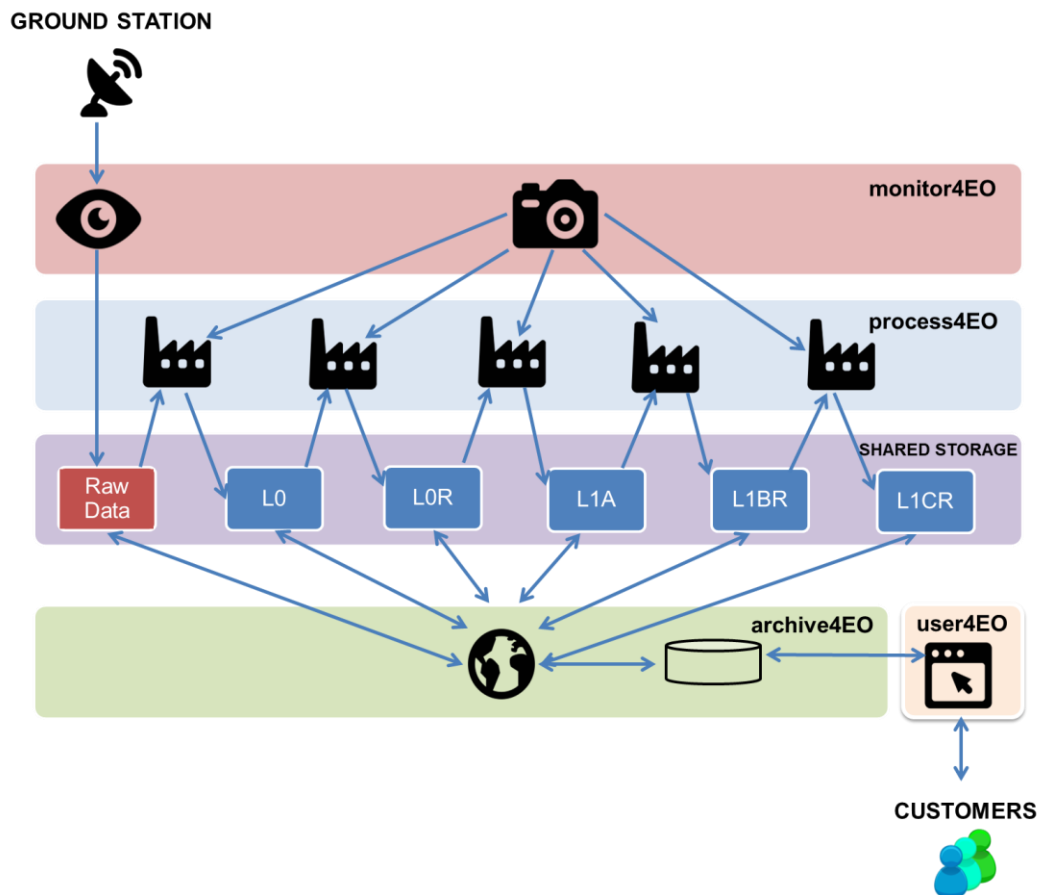 GROUND STATION
monitor4EO
process4EO
SHARED STORAGE
Raw
Data
L0
L0R
L1A
L1BR
L1CR
archive4EO
user4EO
CUSTOMERS